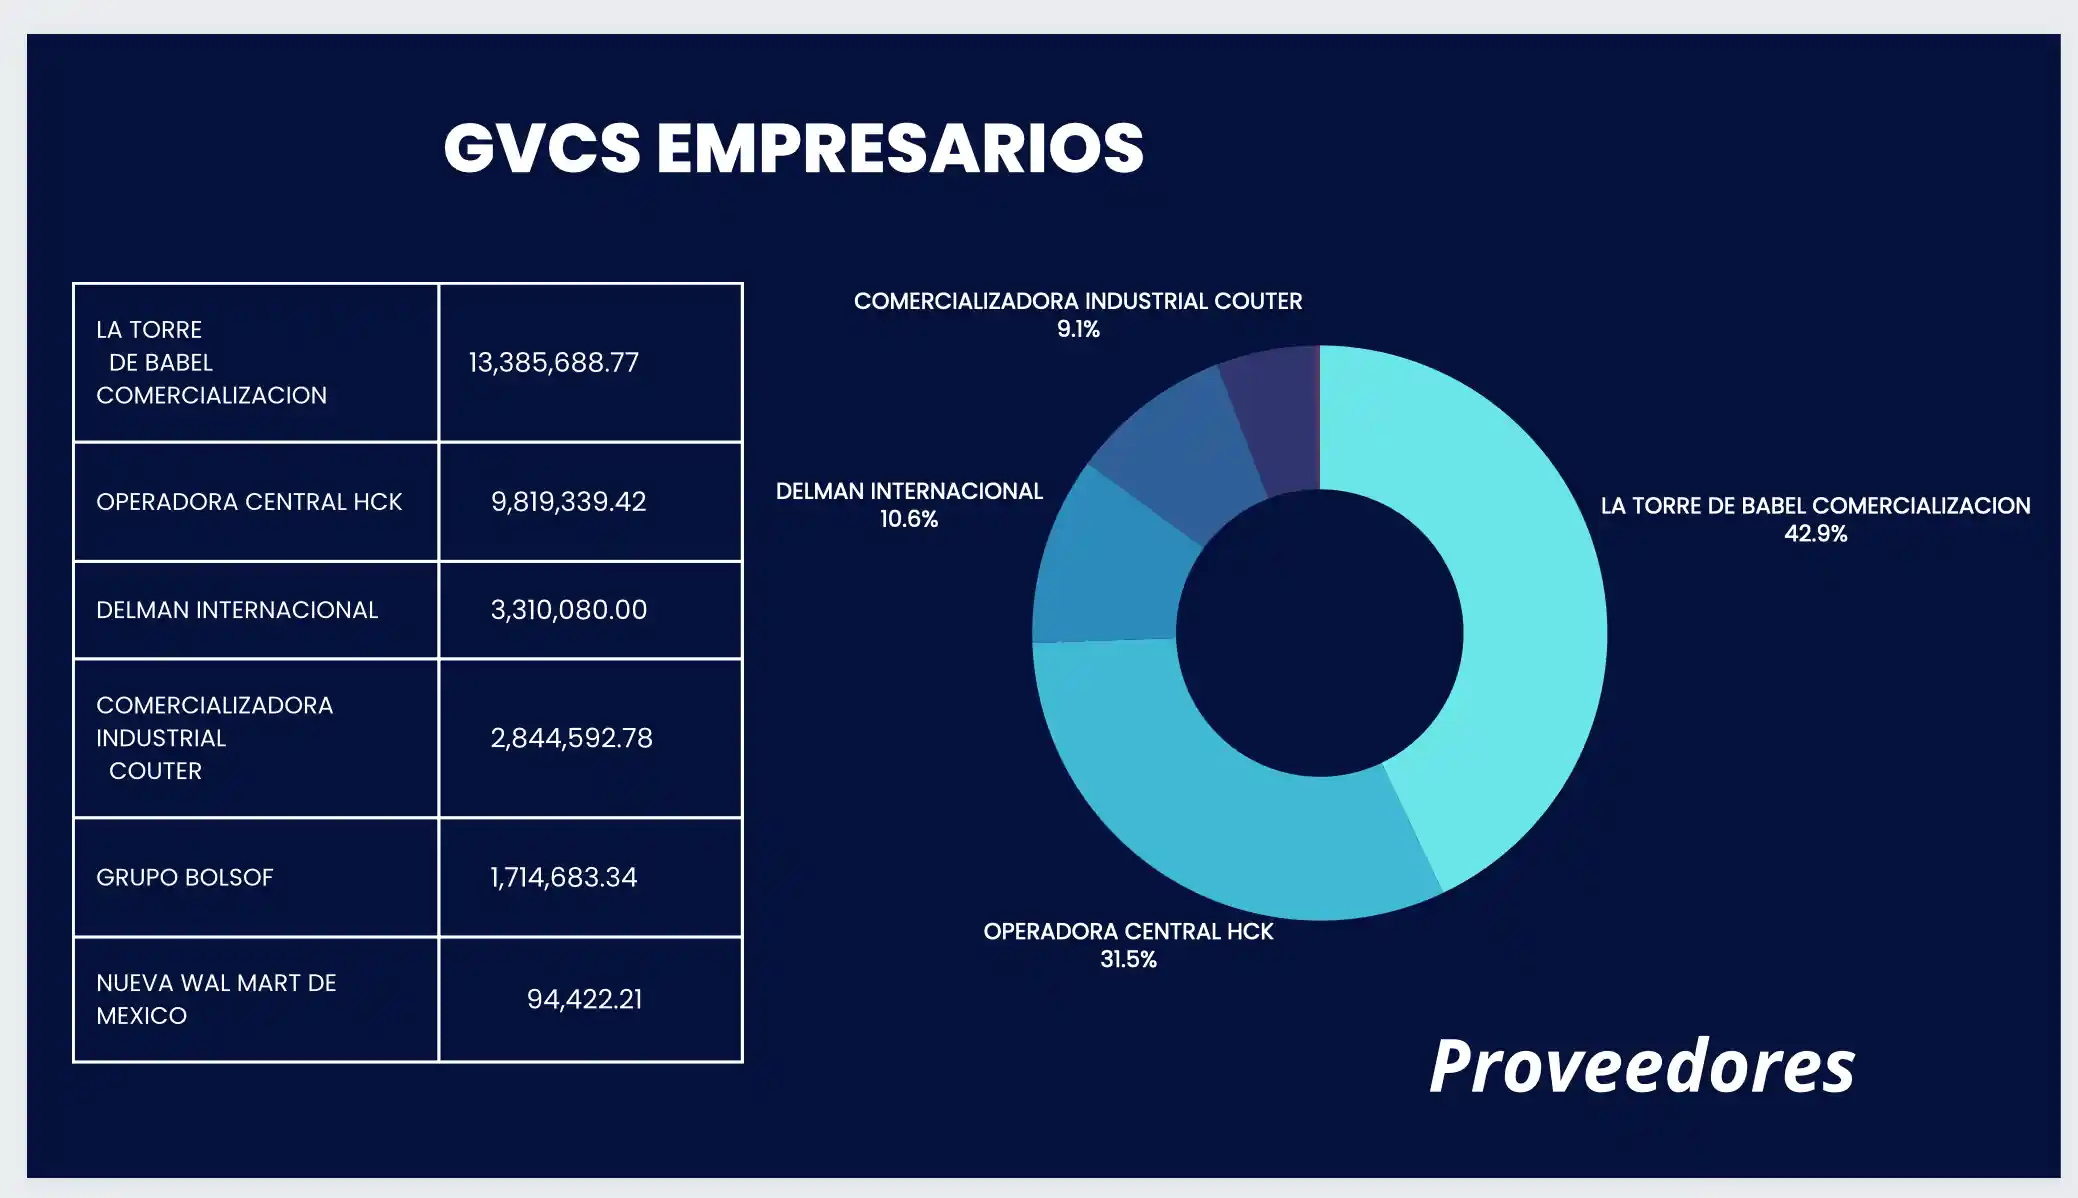 GVCS EMPRESARIOS
LA TORRE
DE BABEL
COMERCIALIZACION
13,385,688.77
OPERADORA CENTRAL HCK
9,819,339.42
DELMAN INTERNACIONAL
3,310,080.00
COMERCIALIZADORA
INDUSTRIAL
COUTER
2,844,592.78
GRUPO BOLSOF
1,714,683.34
NUEVA WAL MART DE
MEXICO
94,422.21
COMERCIALIZADORA INDUSTRIAL COUTER
9.1%
DELMAN INTERNACIONAL
10.6%
LA TORRE DE BABEL COMERCIALIZACION
42.9%
OPERADORA CENTRAL HCK
31.5%
Proveedores